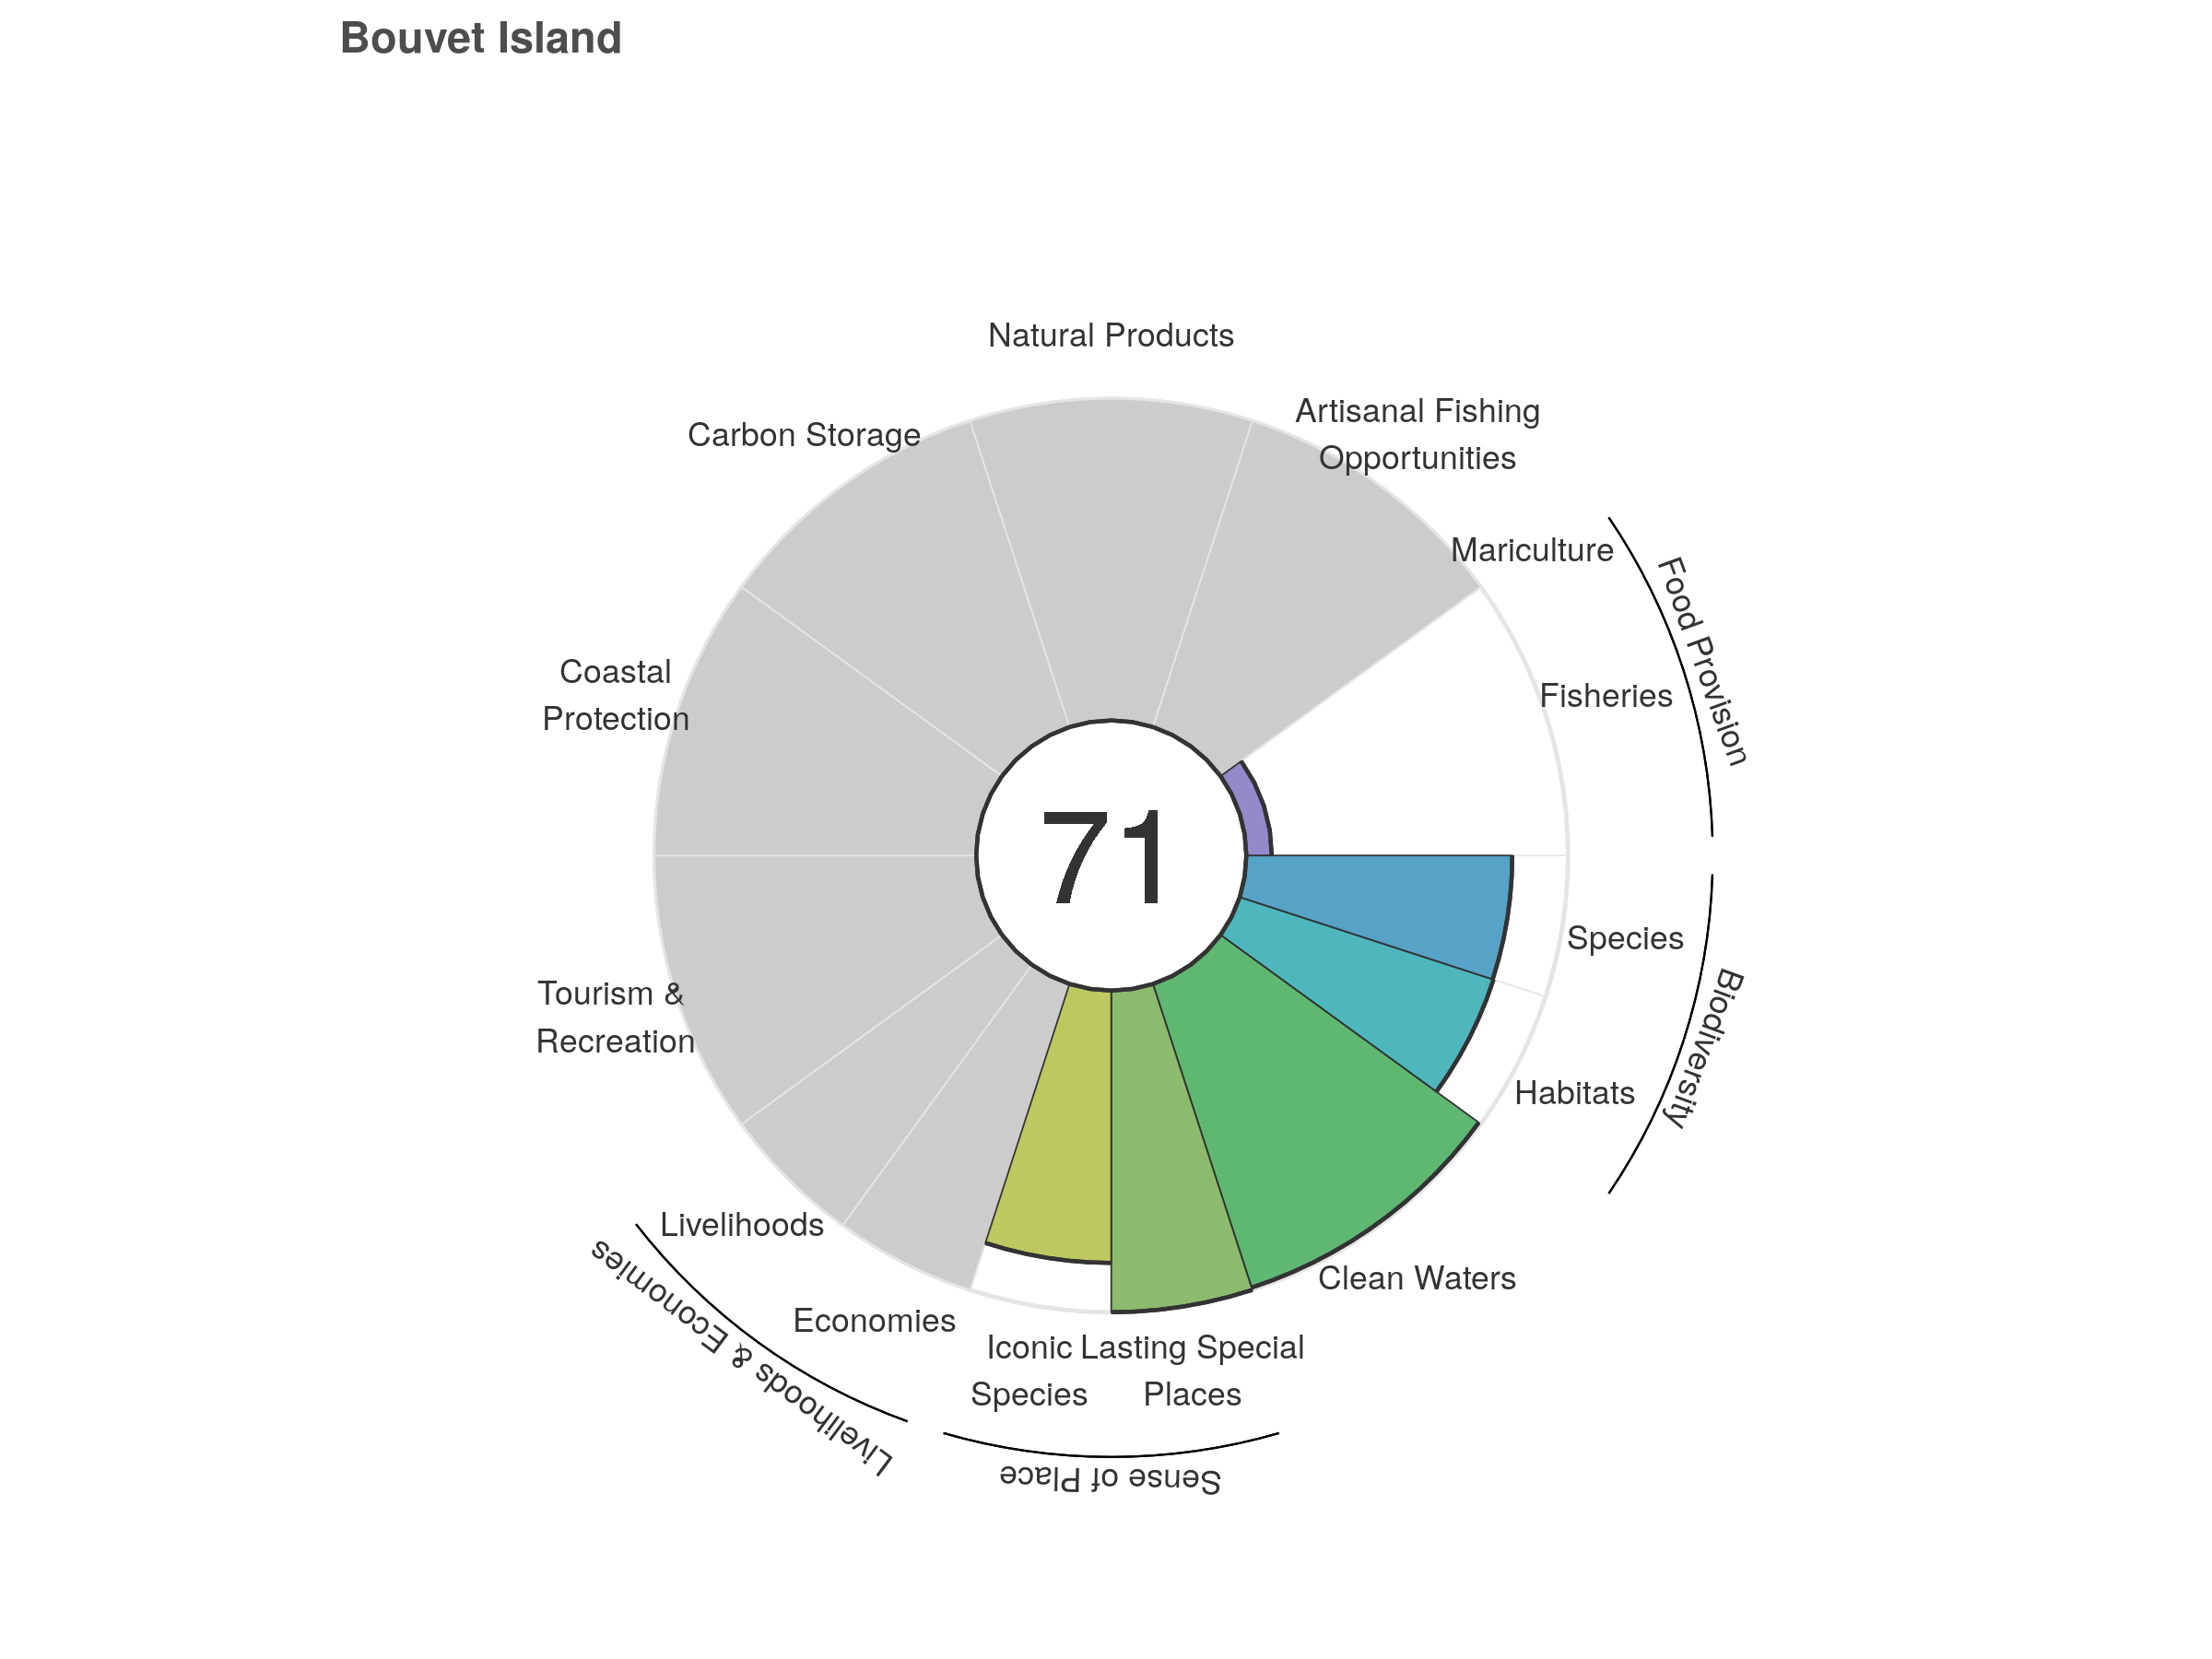 Bouvet Island
Natural Products
Artisanal Fishing
Opportunities
Carbon Storage
Mariculture
Food Provision
Fisheries
Coastal
Protection
71
Species
Biodiversity
Tourism &
Recreation
Habitats
Livelihoods
Clean Waters
Economies
Livelihoods & Economies
Iconic
Species
Lasting Special
Places
Sense of Place